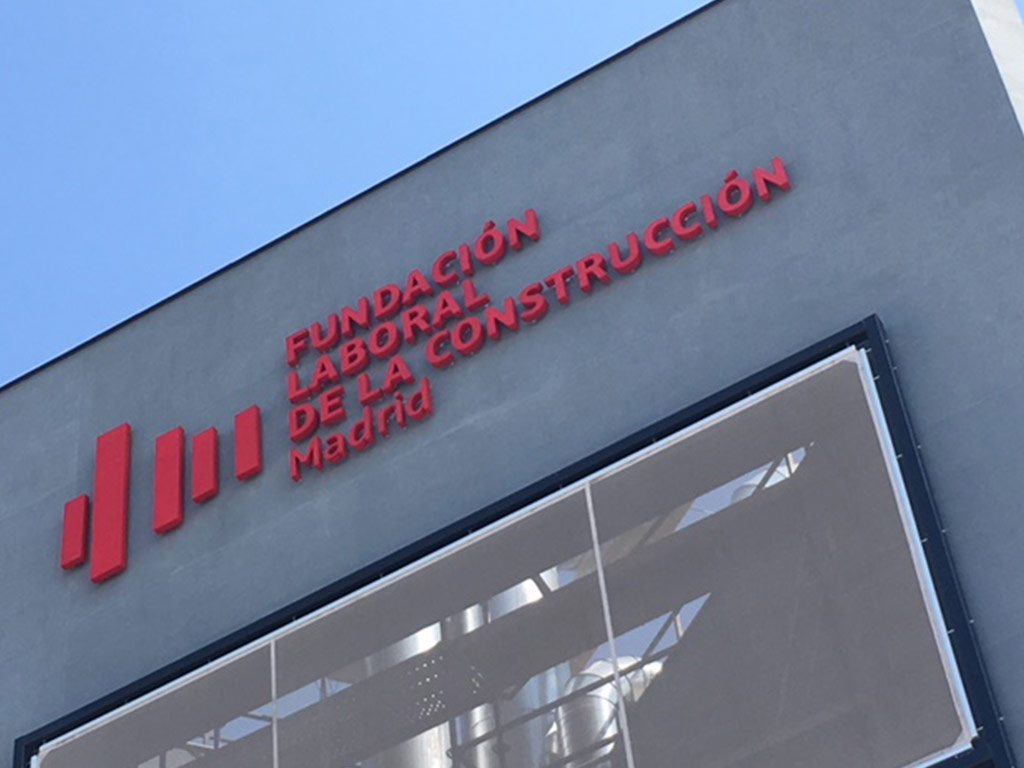 FUNDACIÓN
LABORAL
DE LA CONSTRUCCIÓN
Madrid